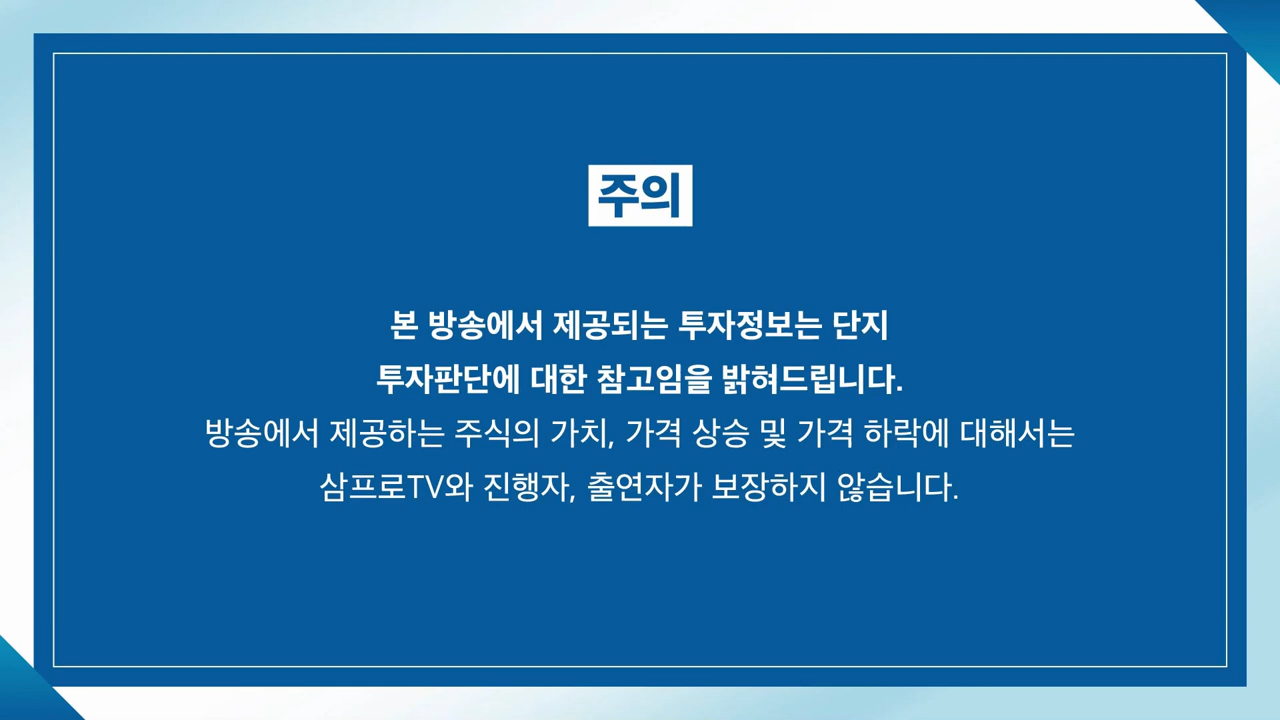 주의
본 방송에서 제공되는 투자정보는 단지
투자판단에 대한 참고임을 밝혀드립니다.
방송에서 제공하는 주식의 가치, 가격 상승 및 가격 하락에 대해서는
삼프로TV와 진행자, 출연자가 보장하지 않습니다.